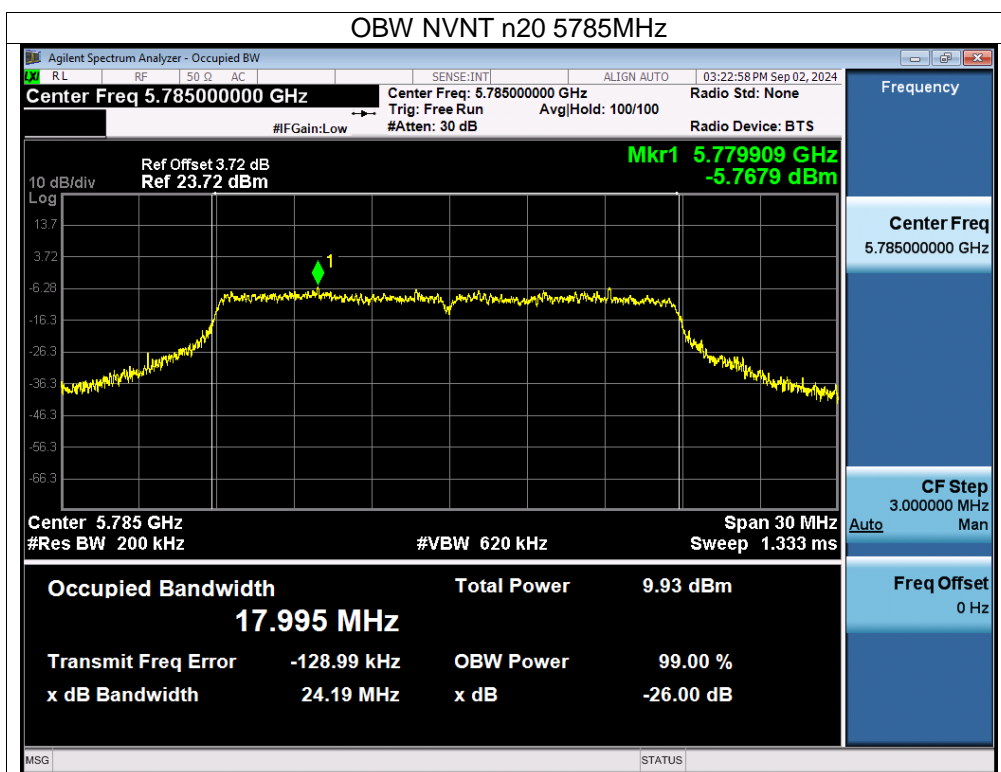 OBW NVNT n20 5785MHz
Agilent Spectrum Analyzer - Occupied BW
LXI RL RF 50 Ω AC SENSE:INT ALIGN AUTO 03:22:58 PM Sep 02, 2024
Center Freq 5.785000000 GHz Center Freq: 5.785000000 GHz Radio Std: None
Trig: Free Run Avg|Hold: 100/100
#IFGain:Low #Atten: 30 dB Radio Device: BTS
Mkr1 5.779909 GHz
-5.7679 dBm
Ref Offset 3.72 dB
10 dB/div Ref 23.72 dBm
Log
13.7
3.72
-6.28
-16.3
-26.3
-36.3
-46.3
-56.3
-66.3
1
Center 5.785 GHz Span 30 MHz
#Res BW 200 kHz #VBW 620 kHz Sweep 1.333 ms
Occupied Bandwidth Total Power 9.93 dBm
17.995 MHz
Transmit Freq Error -128.99 kHz OBW Power 99.00 %
x dB Bandwidth 24.19 MHz x dB -26.00 dB
MSG STATUS
Frequency
Center Freq
5.785000000 GHz
CF Step
3.000000 MHz
Auto Man
Freq Offset
0 Hz